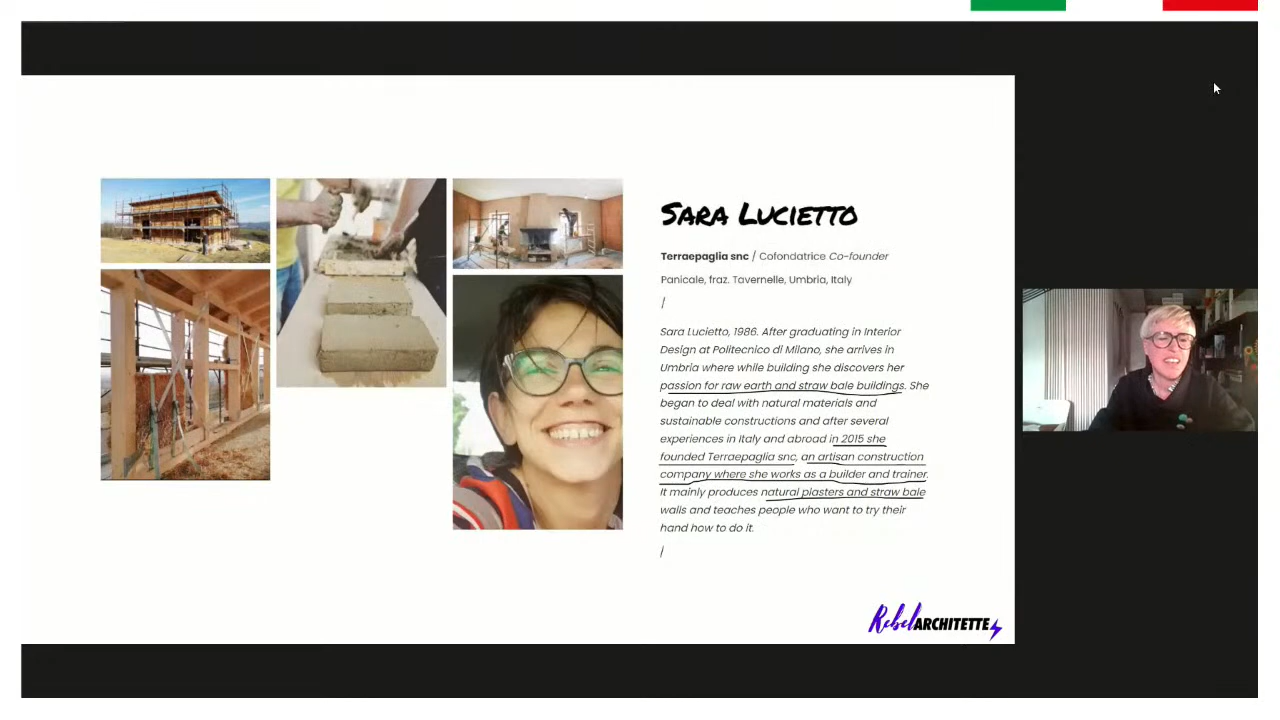 SARA LUCIETTO
Terraepaglia snc / Cofondatrice Co-founder
Panicale, fraz. Tavernelle, Umbria, Italy
/
Sara Lucietto, 1986. After graduating in Interior
Design at Politecnico di Milano, she arrives in
Umbria where while building she discovers her
passion for raw earth and straw bale buildings. She
began to deal with natural materials and
sustainable constructions and after several
experiences in Italy and abroad in 2015 she
founded Terraepaglia snc, an artisan construction
company where she works as a builder and trainer.
It mainly produces natural plasters and straw bale
walls and teaches people who want to try their
hand how to do it.
/
RebelARCHITETTE